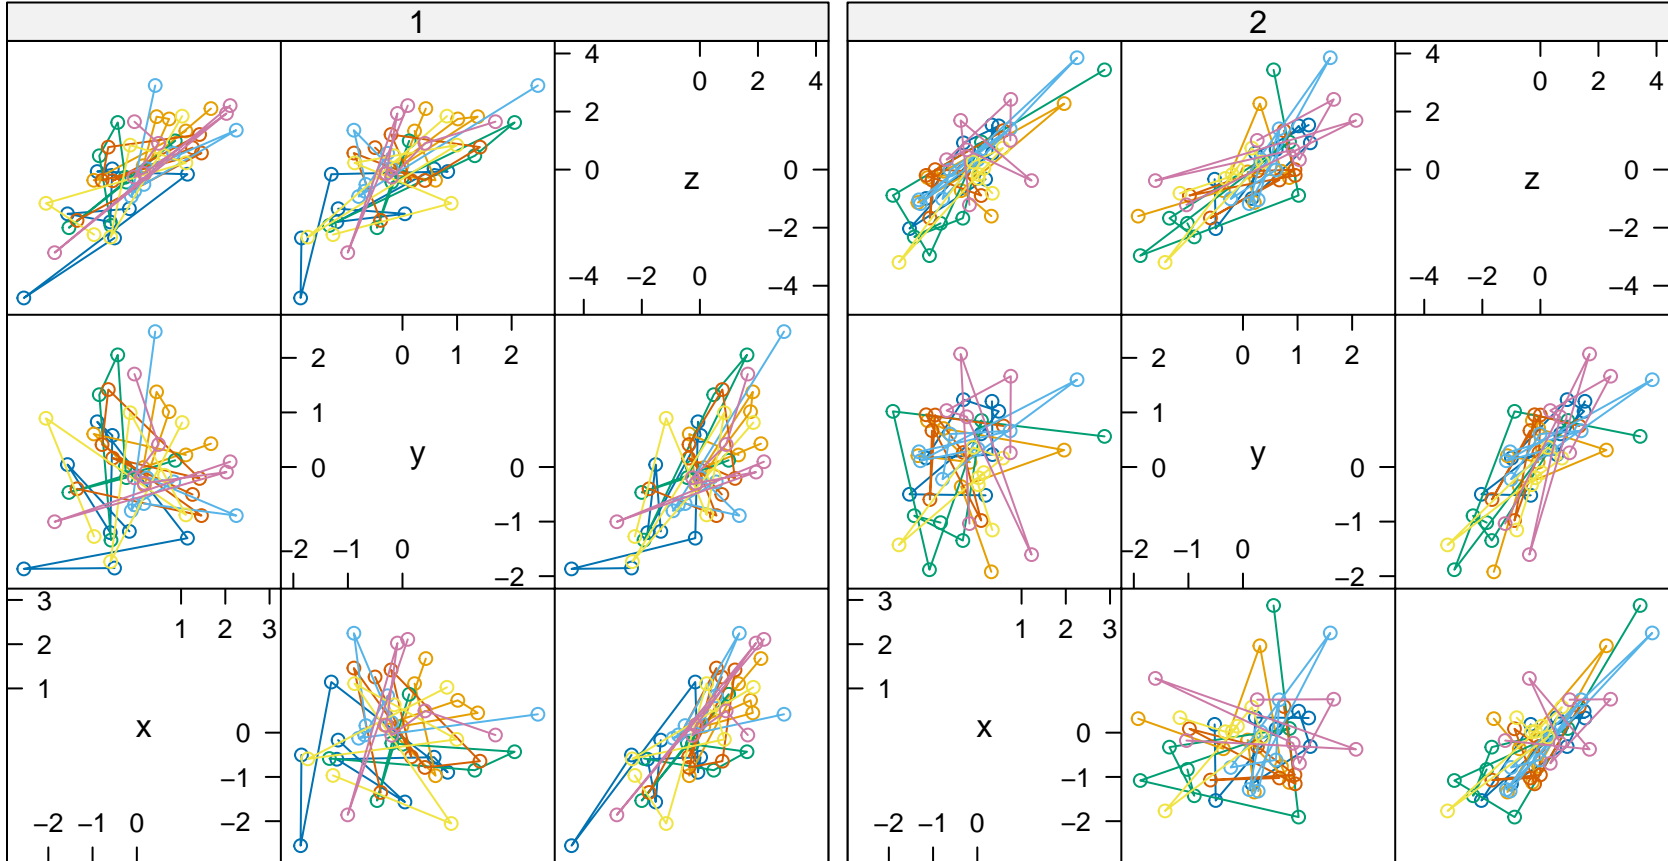 1 2
4 0 2 4 4 0 2 4
2 2
0 0 0 0
z z
−2 −2
−4 −2 0 −4 −4 −2 0 −4
2 0 1 2 2 0 1 2
1 1
y y
0 0 0 0
−1 −1
−2 −1 0 −2 −1 0
−2 −2
3 1 2 3 3 1 2 3
2 2
1 1
x 0 x 0
−1 −1
−2 −1 0 −2 −2 −1 0 −2